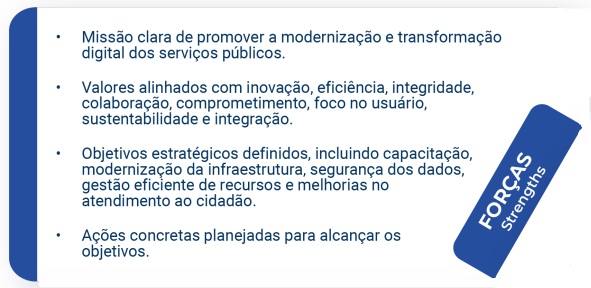 • Missão clara de promover a modernização e transformação
digital dos serviços públicos.
• Valores alinhados com inovação, eficiência, integridade,
colaboração, comprometimento, foco no usuário,
sustentabilidade e integração.
• Objetivos estratégicos definidos, incluindo capacitação,
modernização da infraestrutura, segurança dos dados,
gestão eficiente de recursos e melhorias no
atendimento ao cidadão.
• Ações concretas planejadas para alcançar os
objetivos.
FORÇAS
Strengths